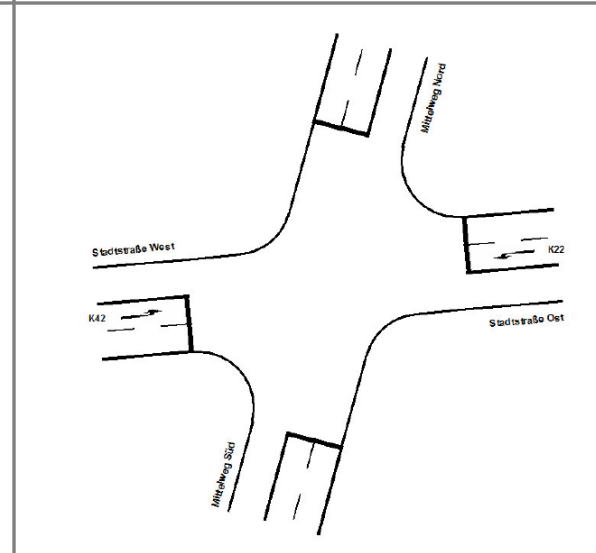 Mittelweg Nord
Stadtstraße West
K22
K42
Stadtstraße Ost
Mittelweg Süd